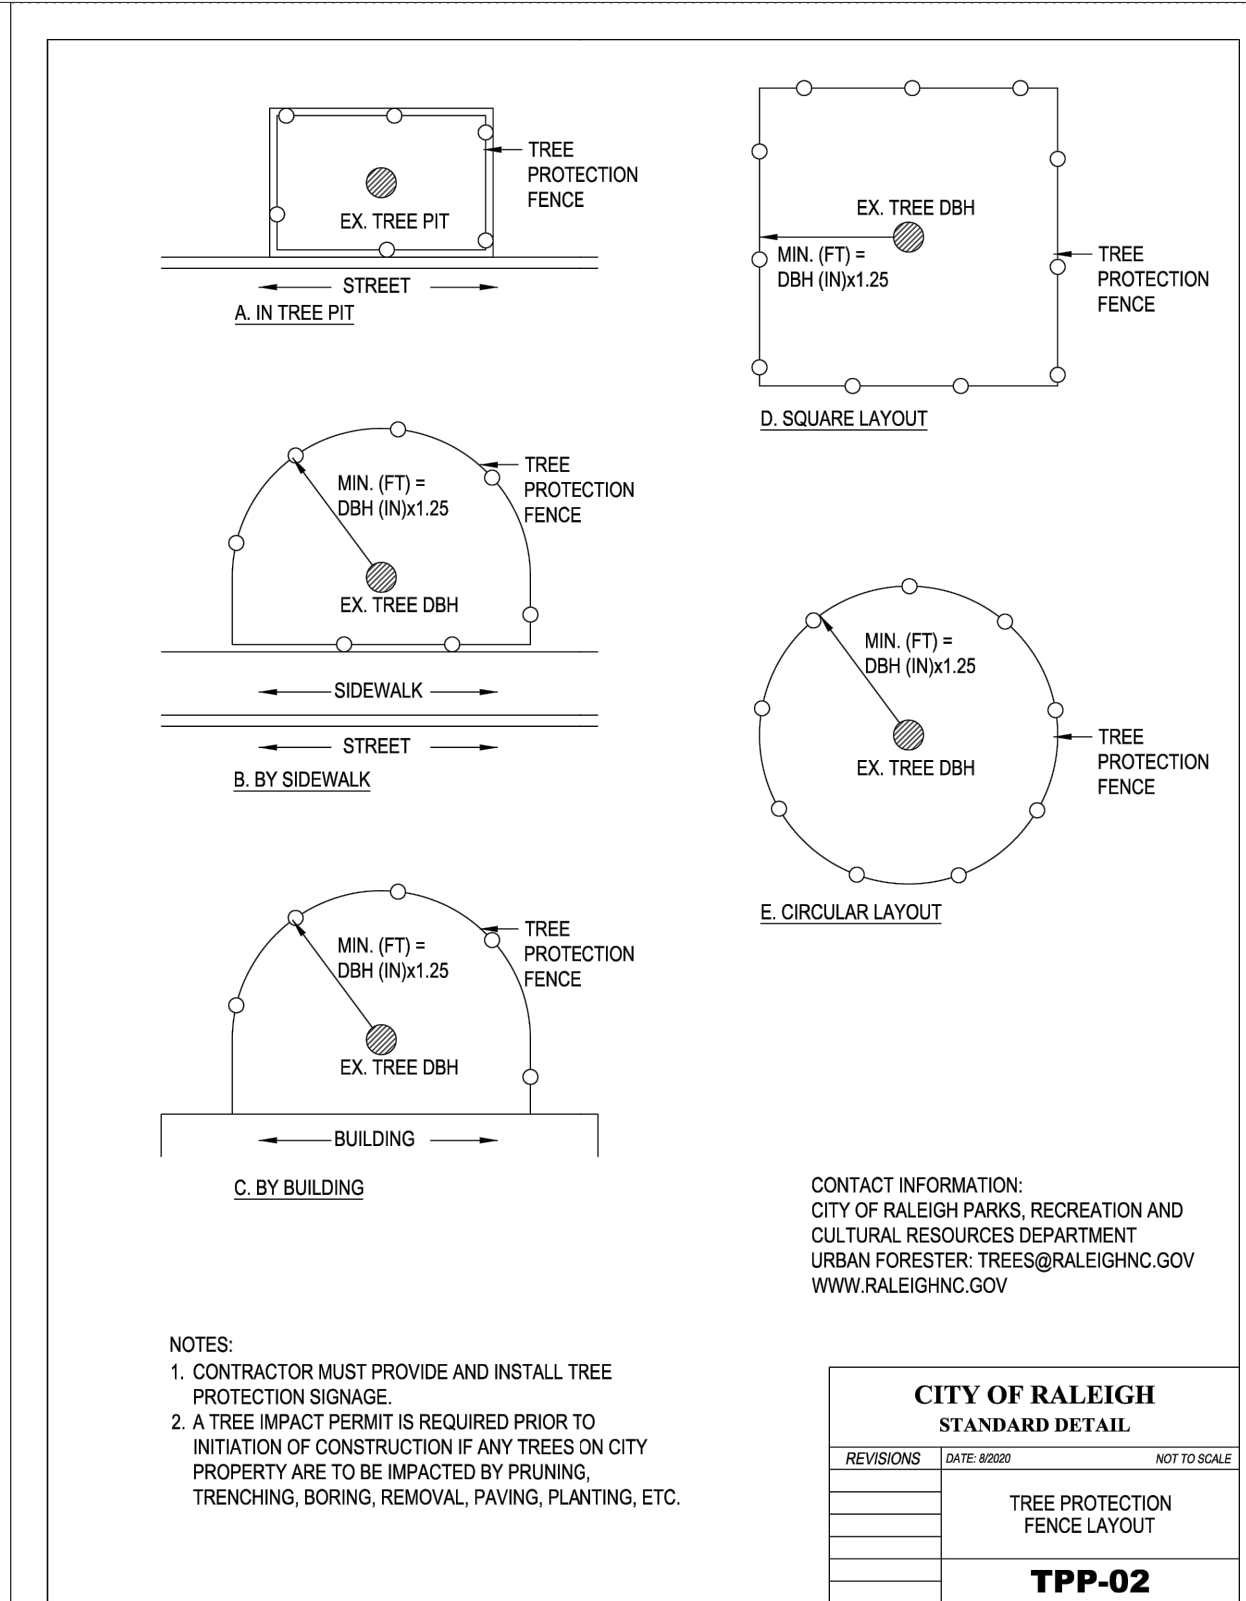 TREE
PROTECTION
FENCE
EX. TREE PIT
STREET
A. IN TREE PIT
EX. TREE DBH
MIN. (FT) =
DBH (IN)x1.25
TREE
PROTECTION
FENCE
D. SQUARE LAYOUT
TREE
PROTECTION
FENCE
MIN. (FT) =
DBH (IN)x1.25
EX. TREE DBH
SIDEWALK
STREET
B. BY SIDEWALK
MIN. (FT) =
DBH (IN)x1.25
EX. TREE DBH
TREE
PROTECTION
FENCE
E. CIRCULAR LAYOUT
TREE
PROTECTION
FENCE
MIN. (FT) =
DBH (IN)x1.25
EX. TREE DBH
BUILDING
C. BY BUILDING
CONTACT INFORMATION:
CITY OF RALEIGH PARKS, RECREATION AND
CULTURAL RESOURCES DEPARTMENT
URBAN FORESTER: TREES@RALEIGHNC.GOV
WWW.RALEIGHNC.GOV
NOTES:
1. CONTRACTOR MUST PROVIDE AND INSTALL TREE
PROTECTION SIGNAGE.
2. A TREE IMPACT PERMIT IS REQUIRED PRIOR TO
INITIATION OF CONSTRUCTION IF ANY TREES ON CITY
PROPERTY ARE TO BE IMPACTED BY PRUNING,
TRENCHING, BORING, REMOVAL, PAVING, PLANTING, ETC.
CITY OF RALEIGH
STANDARD DETAIL
REVISIONS DATE: 8/2020 NOT TO SCALE
TREE PROTECTION
FENCE LAYOUT
TPP-02